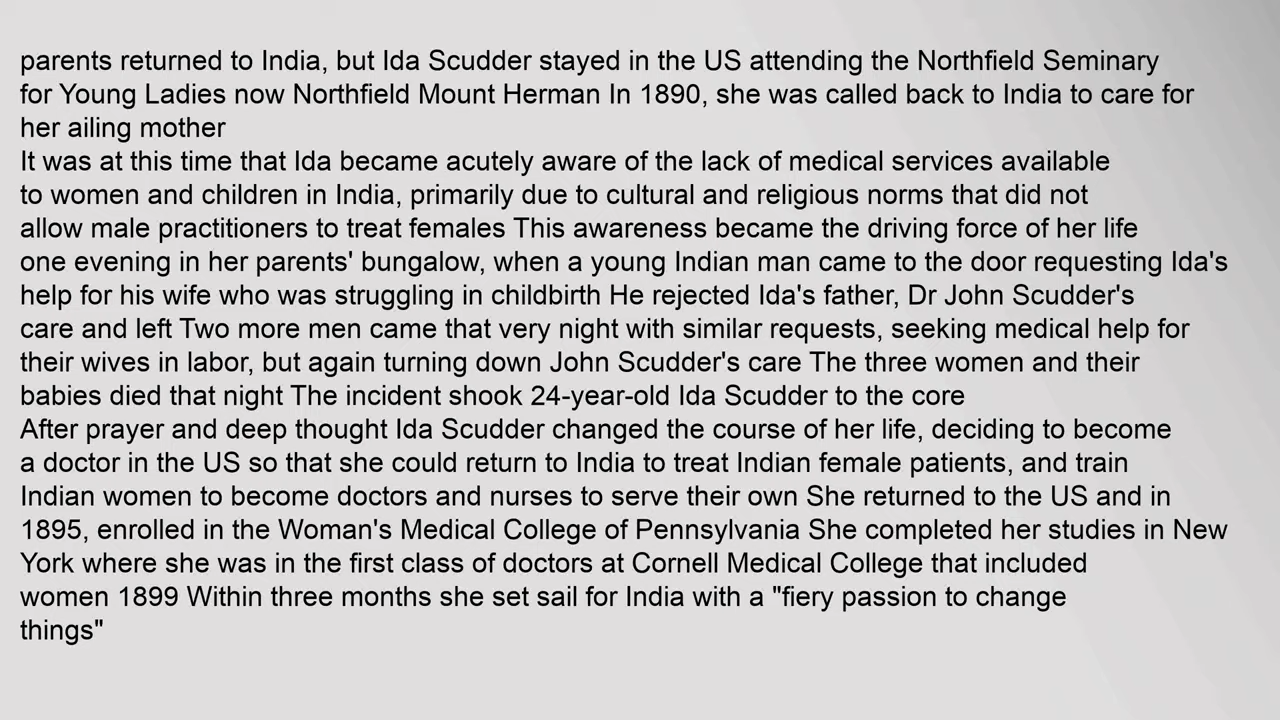 parents returned to India, but Ida Scudder stayed in the US attending the Northfield Seminary
for Young Ladies now Northfield Mount Herman In 1890, she was called back to India to care for
her ailing mother
It was at this time that Ida became acutely aware of the lack of medical services available
to women and children in India, primarily due to cultural and religious norms that did not
allow male practitioners to treat females This awareness became the driving force of her life
one evening in her parents' bungalow, when a young Indian man came to the door requesting Ida's
help for his wife who was struggling in childbirth He rejected Ida's father, Dr John Scudder's
care and left Two more men came that very night with similar requests, seeking medical help for
their wives in labor, but again turning down John Scudder's care The three women and their
babies died that night The incident shook 24-year-old Ida Scudder to the core
After prayer and deep thought Ida Scudder changed the course of her life, deciding to become
a doctor in the US so that she could return to India to treat Indian female patients, and train
Indian women to become doctors and nurses to serve their own She returned to the US and in
1895, enrolled in the Woman's Medical College of Pennsylvania She completed her studies in New
York where she was in the first class of doctors at Cornell Medical College that included
women 1899 Within three months she set sail for India with a "fiery passion to change
things"